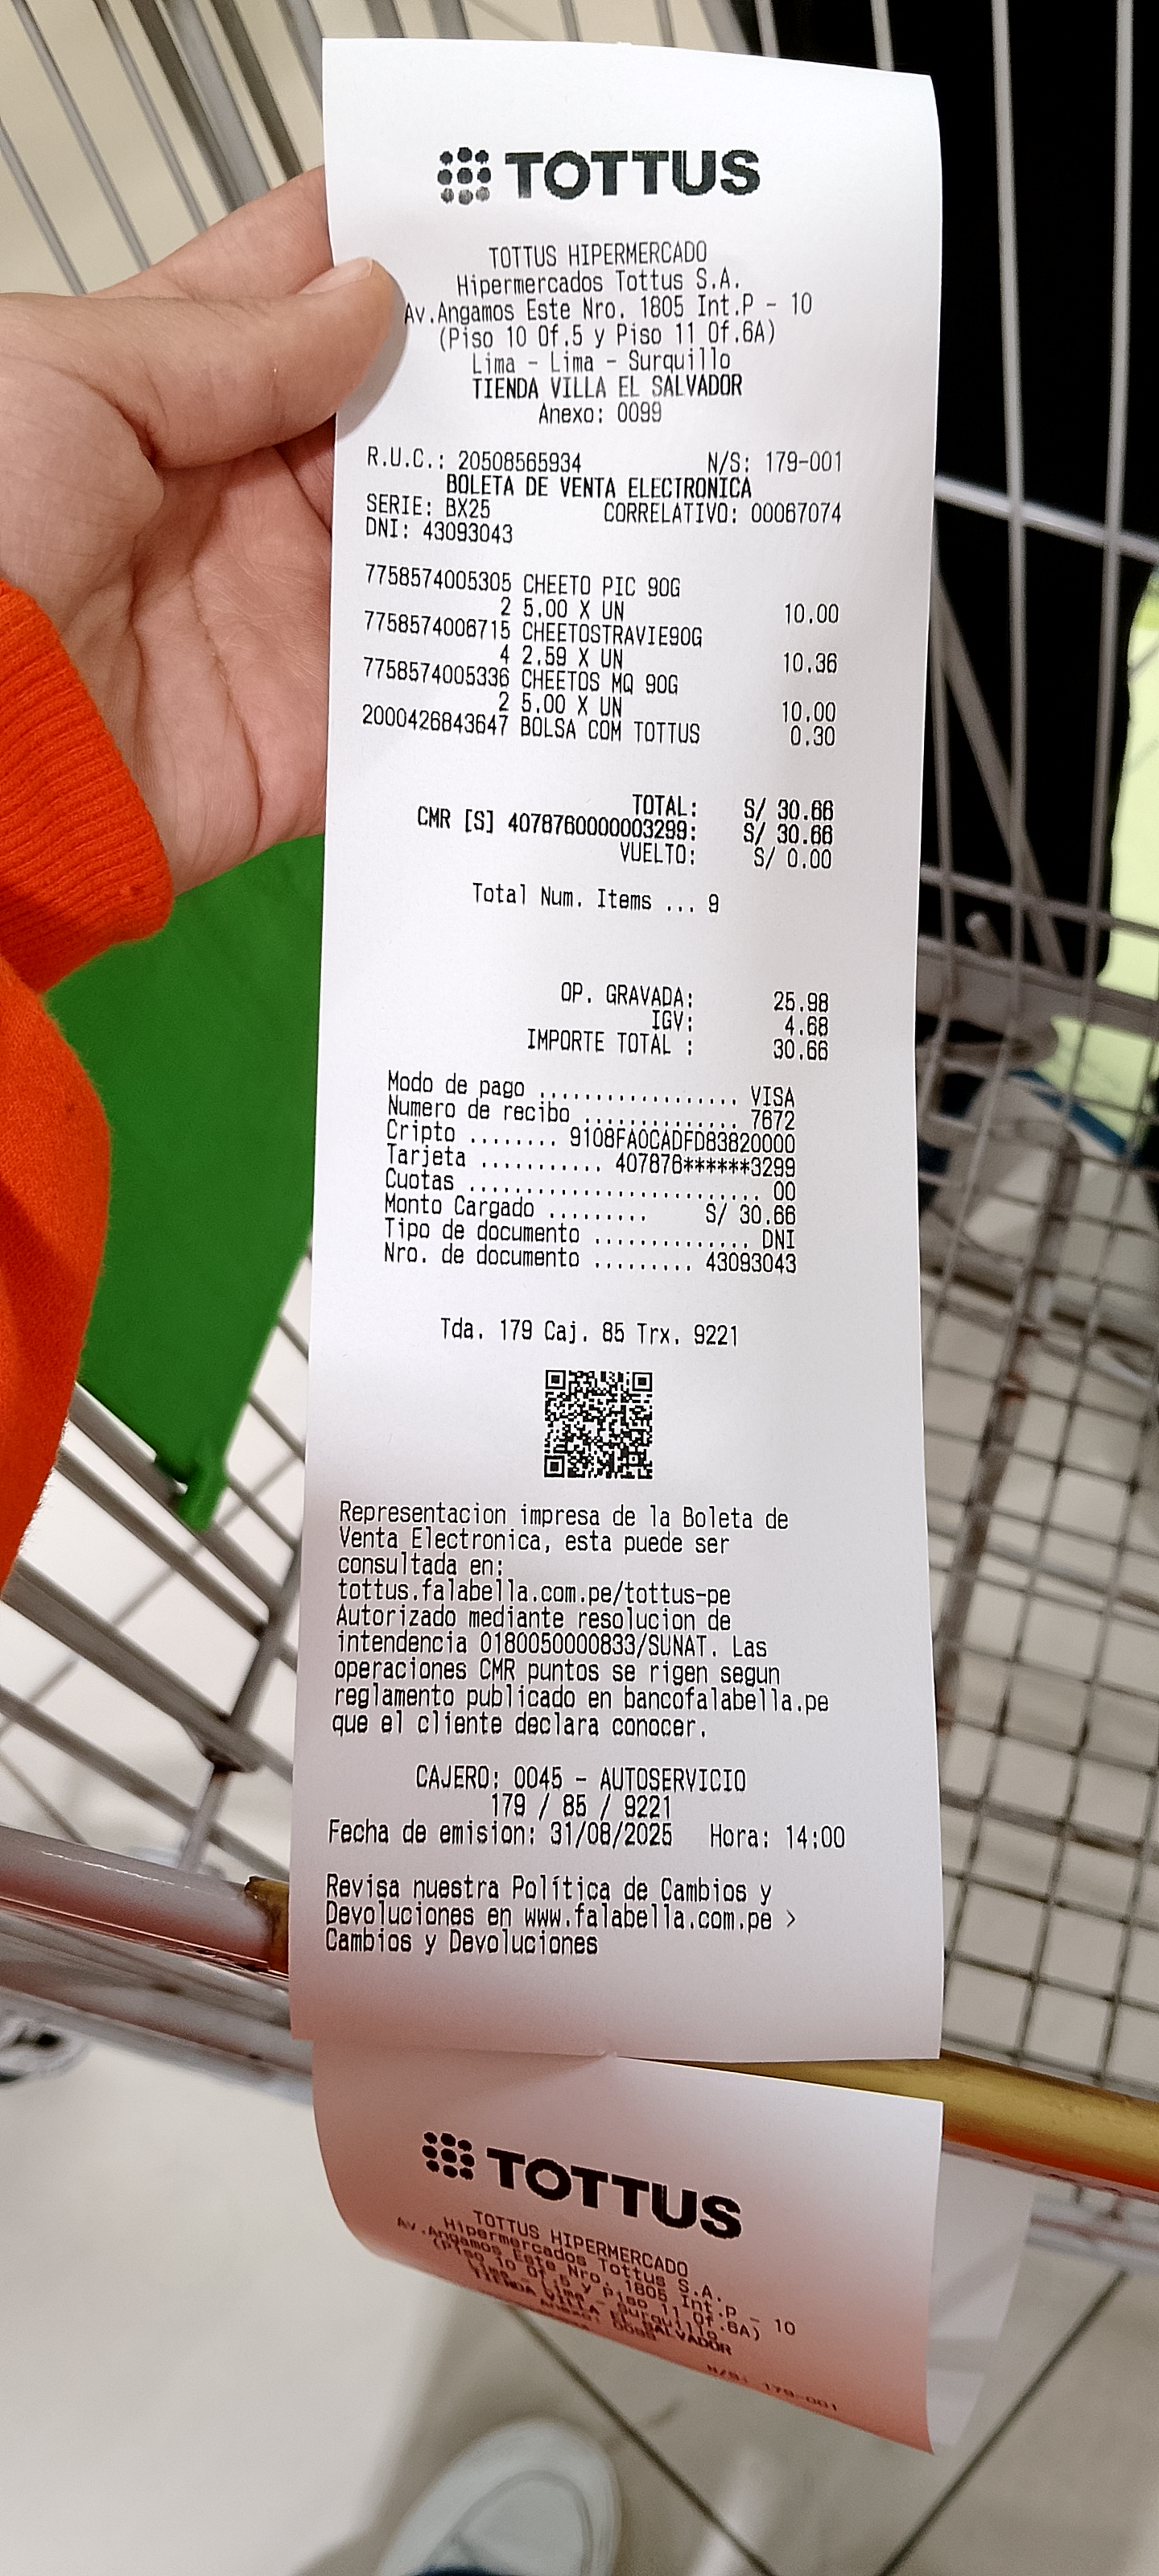 TOTTUS
TOTTUS HIPERMERCADO
Hipermercados Tottus S.A.
Av.Angamos Este Nro. 1805 Int.P - 10
(Piso 10 Of.5 y Piso 11 Of.6A)
Lima - Lima - Surquillo
TIENDA VILLA EL SALVADOR
Anexo: 0099
R.U.C.: 20508565934 N/S: 179-001
BOLETA DE VENTA ELECTRONICA
SERIE: BX25 CORRELATIVO: 00067074
DNI: 43093043
7758574005305 CHEETO PIC 90G
2 5.00 X UN 10.00
7758574006715 CHEETOSTRAVIE90G
4 2.59 X UN 10.36
7758574005336 CHEETOS MQ 90G
2 5.00 X UN 10.00
2000426843647 BOLSA COM TOTTUS 0.30
TOTAL: S/ 30.66
CMR [S] 4078760000003299: S/ 30.66
VUELTO: S/ 0.00
Total Num. Items ... 9
OP. GRAVADA: 25.98
IGV: 4.68
IMPORTE TOTAL : 30.66
Modo de pago .................. VISA
Numero de recibo .............. 7672
Cripto ........ 9108FA0CADFD83820000
Tarjeta ........... 407876******3299
Cuotas .......................... 00
Monto Cargado ......... S/ 30.66
Tipo de documento .............. DNI
Nro. de documento ......... 43093043
Tda. 179 Caj. 85 Trx. 9221
Representacion impresa de la Boleta de
Venta Electronica, esta puede ser
consultada en:
tottus.falabella.com.pe/tottus-pe
Autorizado mediante resolucion de
intendencia 0180050000833/SUNAT. Las
operaciones CMR puntos se rigen segun
reglamento publicado en bancofalabella.pe
que el cliente declara conocer.
CAJERO: 0045 - AUTOSERVICIO
179 / 85 / 9221
Fecha de emision: 31/08/2025 Hora: 14:00
Revisa nuestra Política de Cambios y
Devoluciones en www.falabella.com.pe >
Cambios y Devoluciones
TOTTUS
TOTTUS HIPERMERCADO
Hipermercados Tottus S.A.
Av.Angamos Este Nro. 1805 Int.P - 10
(Piso 10 Of.5 y Piso 11 Of.6A)
Lima - Lima - Surquillo
TIENDA VILLA EL SALVADOR
Anexo: 0099
N/S: 179-001